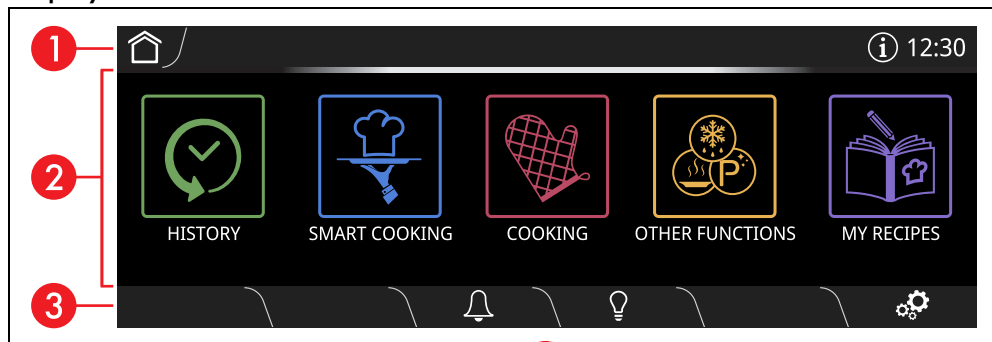 1
12:30
2
HISTORY
SMART COOKING
COOKING
OTHER FUNCTIONS
P
MY RECIPES
3